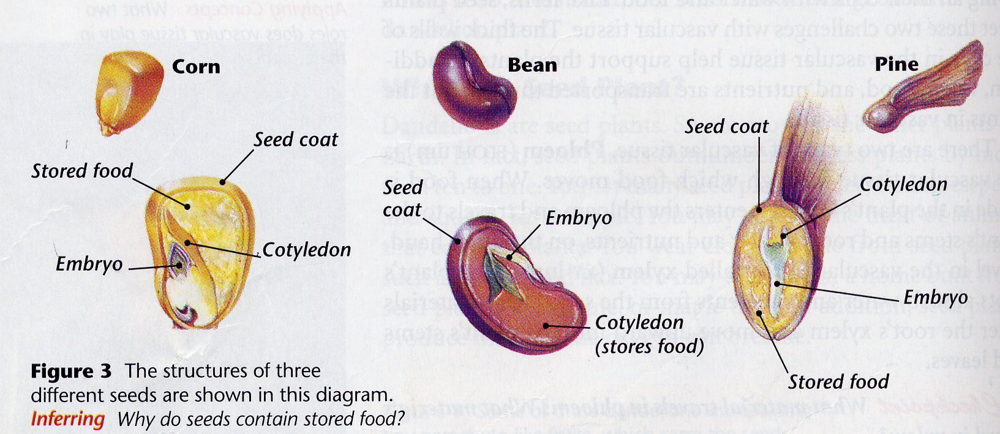 Corn
Seed coat
Stored food
Cotyledon
Embryo
Bean
Seed
coat
Embryo
Cotyledon
(stores food)
Pine
Seed coat
Cotyledon
Embryo
Stored food
Figure 3 The structures of three
different seeds are shown in this diagram.
Inferring Why do seeds contain stored food?